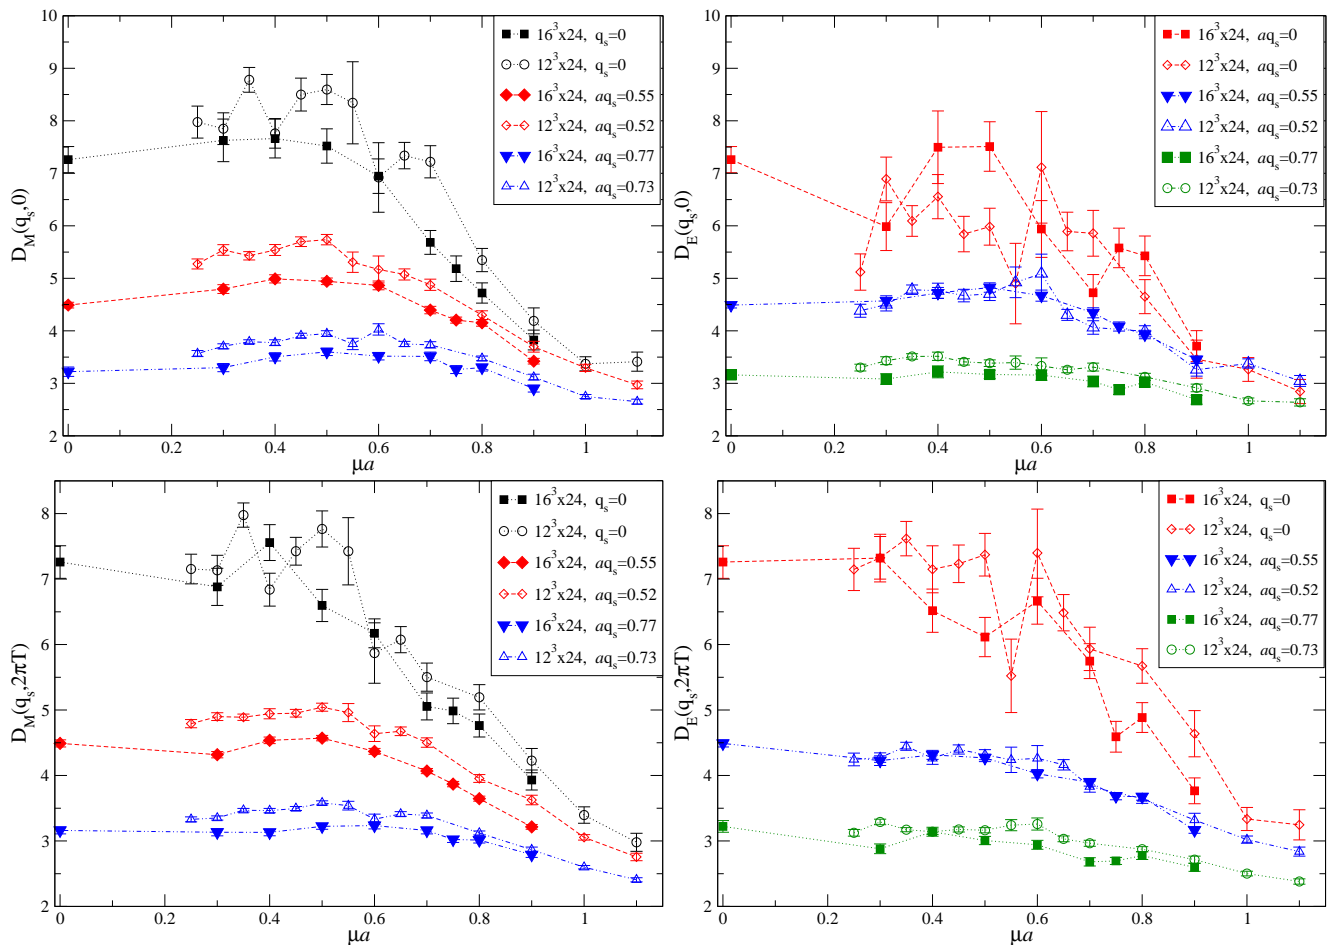 D_M(q_s,0)
10
9
8
7
6
5
4
3
2
0
0.2
0.4
0.6
0.8
1
μa
16^3x24, q_s=0
12^3x24, q_s=0
16^3x24, aq_s=0.55
12^3x24, aq_s=0.52
16^3x24, aq_s=0.77
12^3x24, aq_s=0.73
D_E(q_s,0)
10
9
8
7
6
5
4
3
2
0
0.2
0.4
0.6
0.8
1
μa
16^3x24, aq_s=0
12^3x24, aq_s=0
16^3x24, aq_s=0.55
12^3x24, aq_s=0.52
16^3x24, aq_s=0.77
12^3x24, aq_s=0.73
D_M(q_s,2πT)
8
7
6
5
4
3
2
0
0.2
0.4
0.6
0.8
1
μa
16^3x24, q_s=0
12^3x24, q_s=0
16^3x24, aq_s=0.55
12^3x24, aq_s=0.52
16^3x24, aq_s=0.77
12^3x24, aq_s=0.73
D_E(q_s,2πT)
8
7
6
5
4
3
2
0
0.2
0.4
0.6
0.8
1
μa
16^3x24, q_s=0
12^3x24, q_s=0
16^3x24, aq_s=0.55
12^3x24, aq_s=0.52
16^3x24, aq_s=0.77
12^3x24, aq_s=0.73